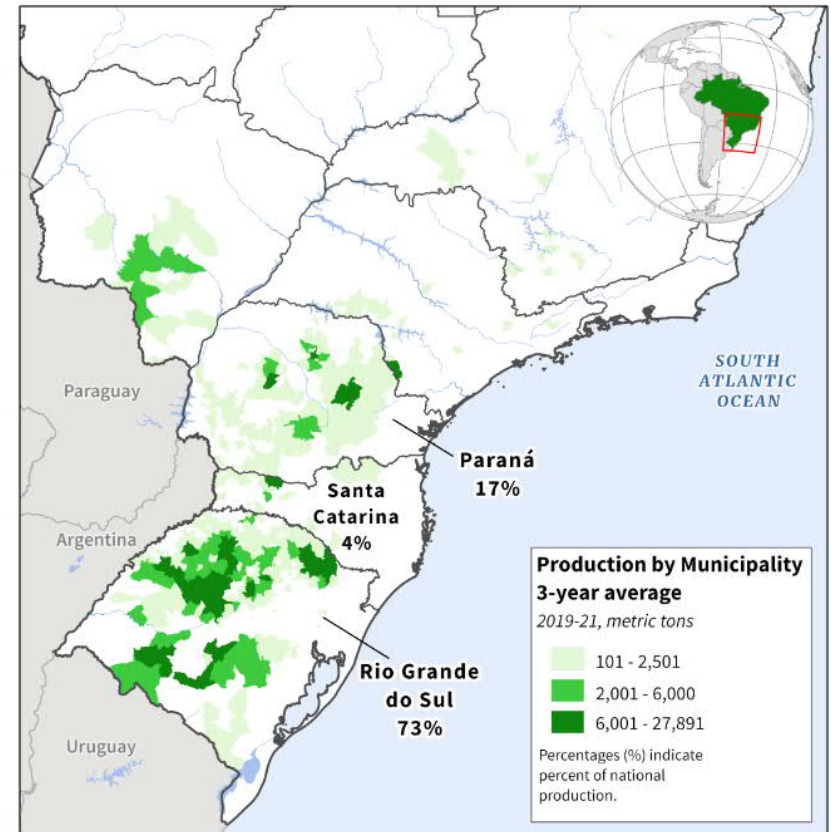 SOUTH
ATLANTIC
OCEAN
Paraguay
Paraná
17%
Santa
Catarina
4%
Argentina
Rio Grande
do Sul
73%
Uruguay
Production by Municipality
3-year average
2019-21, metric tons
101 - 2,501
2,001 - 6,000
6,001 - 27,891
Percentages (%) indicate
percent of national
production.